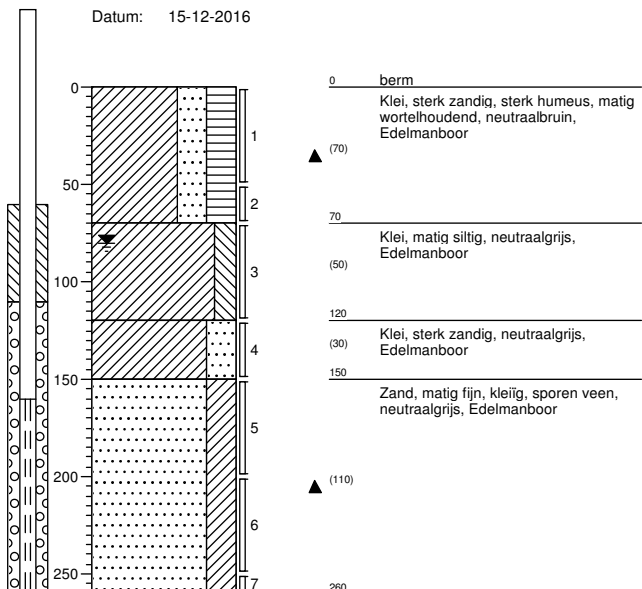 Datum: 15-12-2016
0
50
100
150
200
250
1
2
3
4
5
6
7
0 berm
Klei, sterk zandig, sterk humeus, matig
wortelhoudend, neutraalbruin,
Edelmanboor
(70)
70
Klei, matig siltig, neutraalgrijs,
Edelmanboor
(50)
120
Klei, sterk zandig, neutraalgrijs,
Edelmanboor
(30)
150
Zand, matig fijn, kleiïg, sporen veen,
neutraalgrijs, Edelmanboor
(110)
260